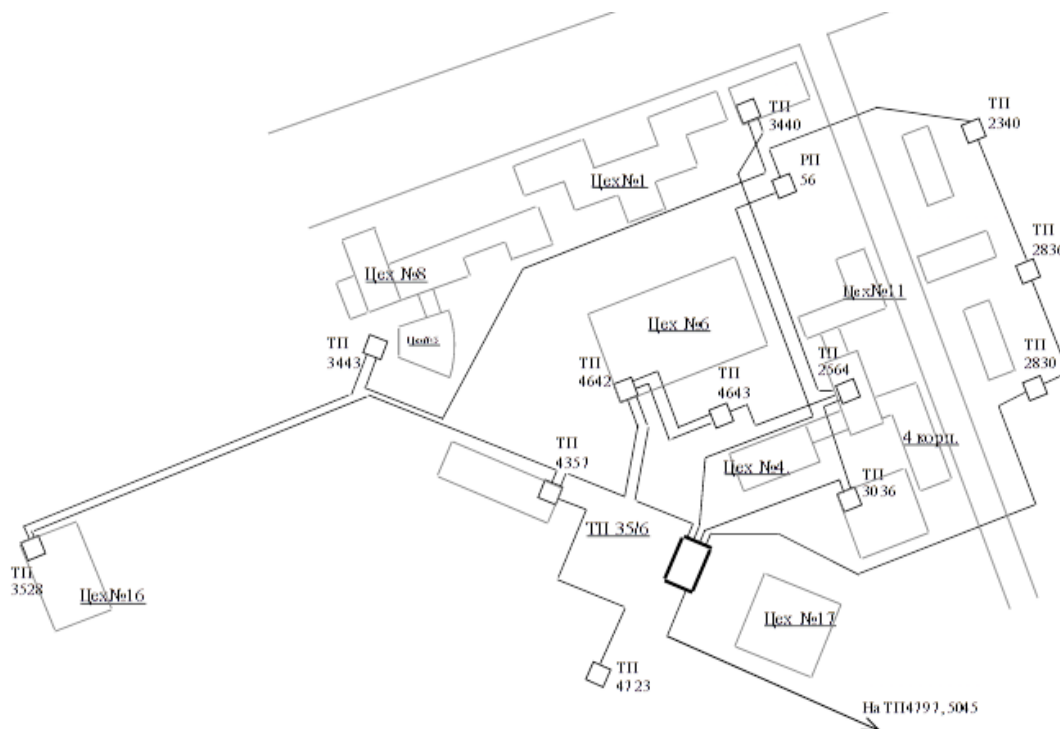 ТП
3440
ТП
2340
РП
56
Цех№1
ТП
2836
Цех №8
Цех№11
Цех №6
ТП
3443
ТП
4642
ТП
4643
ТП
2564
ТП
2830
4 корп.
Цех №4
ТП
4357
ТП
3036
ТП 35/6
ТП
3528
Цех№16
Цех №17
ТП
4723
На ТП4797, 5045